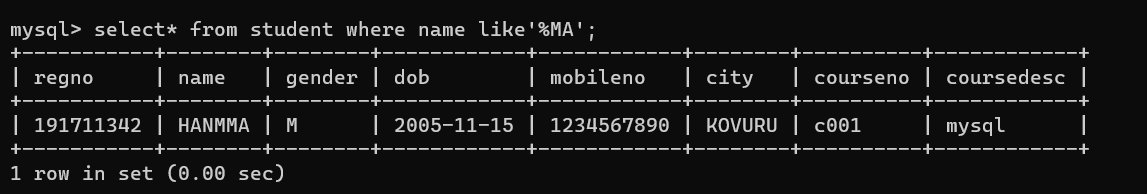 mysql> select* from student where name like'%MA';
+-----------+--------+--------+------------+------------+--------+----------+------------+
| regno     | name   | gender | dob        | mobileno   | city   | courseno | coursedesc |
+-----------+--------+--------+------------+------------+--------+----------+------------+
| 191711342 | HANMMA | M      | 2005-11-15 | 1234567890 | KOVURU | c001     | mysql      |
+-----------+--------+--------+------------+------------+--------+----------+------------+
1 row in set (0.00 sec)